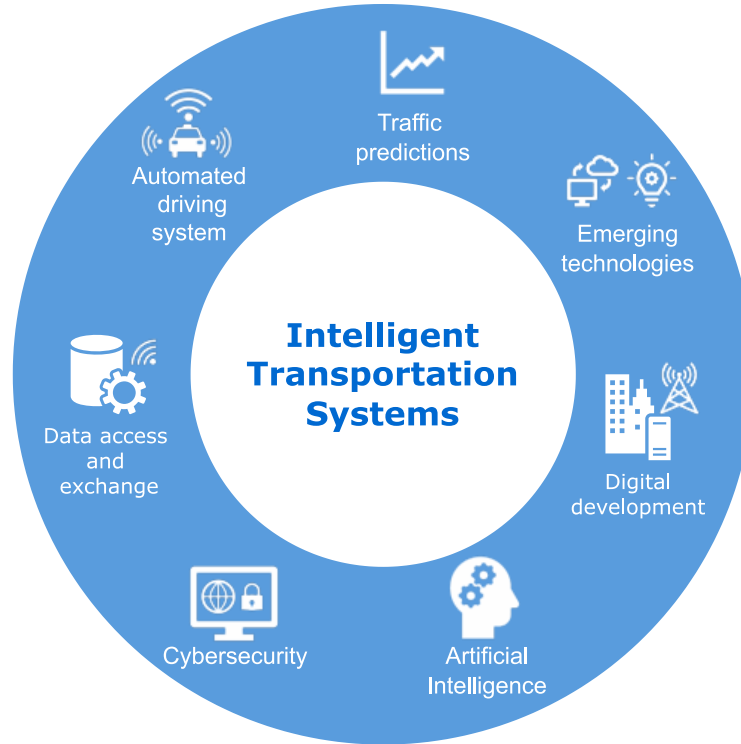 Traffic
predictions
Emerging
technologies
Digital
development
Artificial
Intelligence
Cybersecurity
Data access
and
exchange
Automated
driving
system
Intelligent
Transportation
Systems